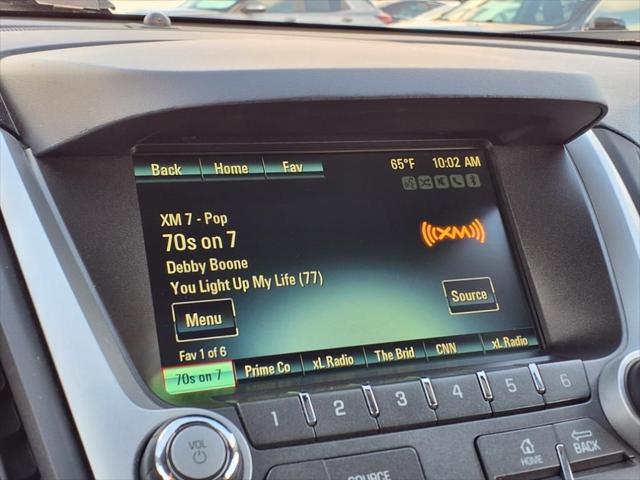 Back Home Fav 65°F 10:02 AM
XM 7 - Pop
70s on 7
((XM))
Debby Boone
You Light Up My Life (77)
Menu Source
Fav 1 of 6
70s on 7 Prime Co xL Radio The Brid CNN xL Radio
1 2 3 4 5 6
VOL
HOME BACK
SOURCE